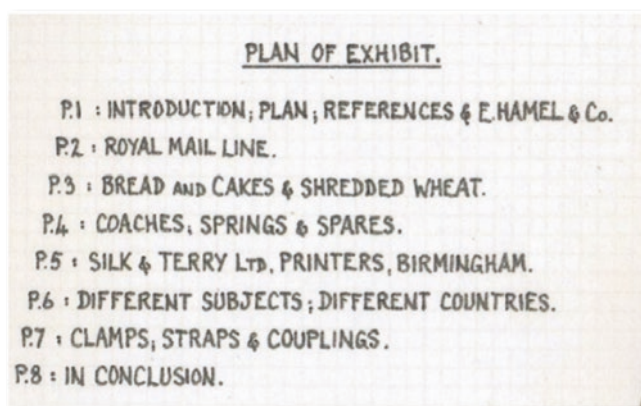 PLAN OF EXHIBIT.
P.1 : INTRODUCTION; PLAN; REFERENCES & E.HAMEL & Co.
P.2 : ROYAL MAIL LINE.
P.3 : BREAD AND CAKES & SHREDDED WHEAT.
P.4 : COACHES, SPRINGS & SPARES.
P.5 : SILK & TERRY LTD, PRINTERS, BIRMINGHAM.
P.6 : DIFFERENT SUBJECTS; DIFFERENT COUNTRIES.
P.7 : CLAMPS, STRAPS & COUPLINGS.
P.8 : IN CONCLUSION.